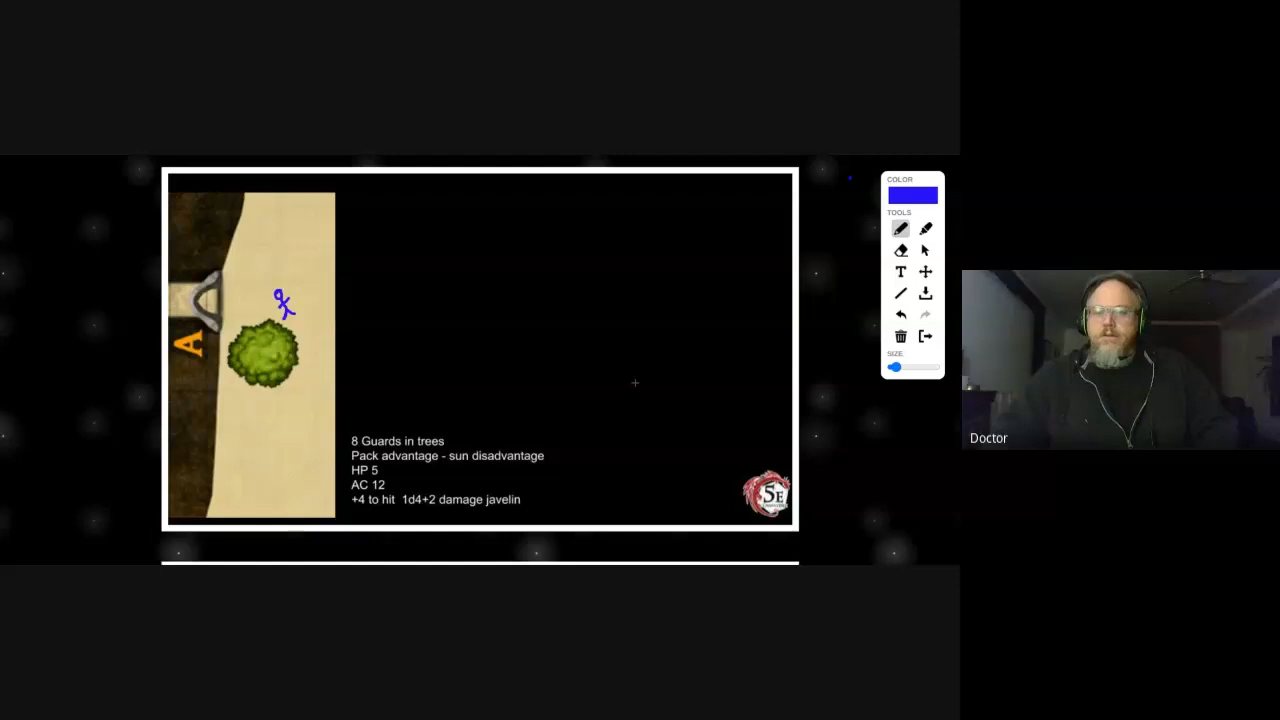 COLOR
TOOLS
T
SIZE
A
8 Guards in trees
Pack advantage - sun disadvantage
HP 5
AC 12
+4 to hit  1d4+2 damage javelin
5E
Doctor